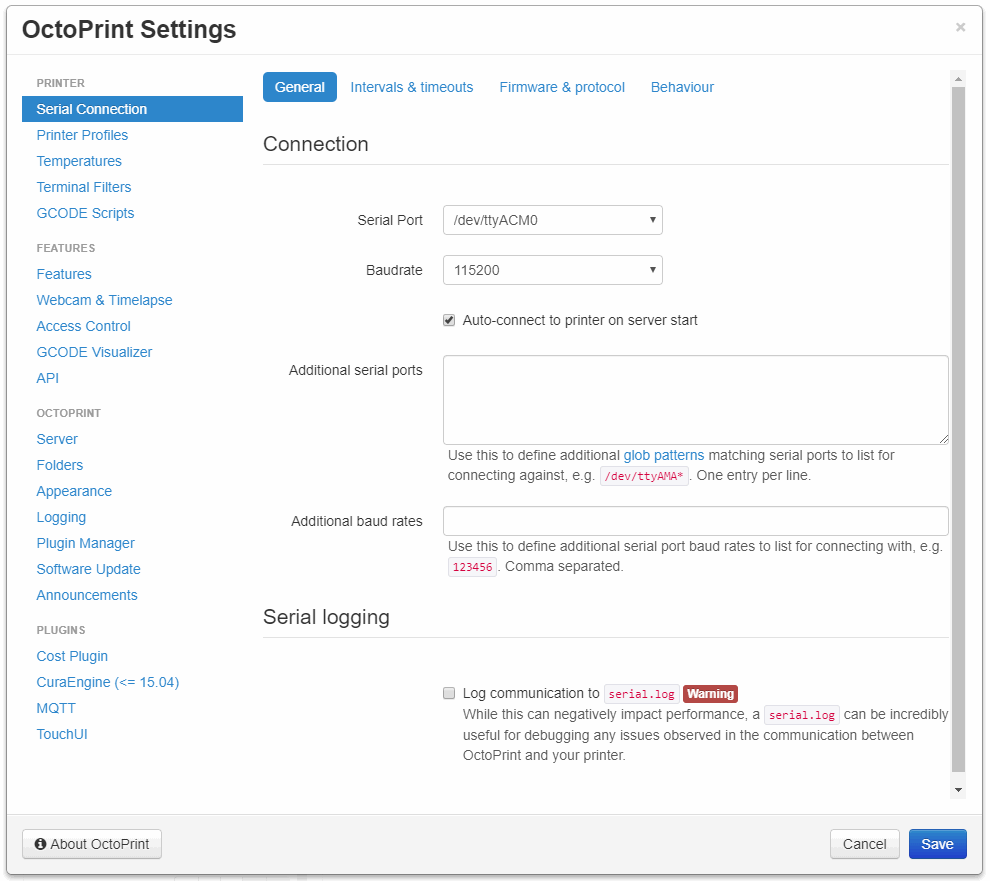 OctoPrint Settings
×
PRINTER
Serial Connection
Printer Profiles
Temperatures
Terminal Filters
GCODE Scripts
FEATURES
Features
Webcam & Timelapse
Access Control
GCODE Visualizer
API
OCTOPRINT
Server
Folders
Appearance
Logging
Plugin Manager
Software Update
Announcements
PLUGINS
Cost Plugin
CuraEngine (<= 15.04)
MQTT
TouchUI
General Intervals & timeouts Firmware & protocol Behaviour
Connection
Serial Port /dev/ttyACM0
Baudrate 115200
Auto-connect to printer on server start
Additional serial ports
Use this to define additional glob patterns matching serial ports to list for
connecting against, e.g. /dev/ttyAMA*. One entry per line.
Additional baud rates
Use this to define additional serial port baud rates to list for connecting with, e.g.
123456. Comma separated.
Serial logging
Log communication to serial.log Warning
While this can negatively impact performance, a serial.log can be incredibly
useful for debugging any issues observed in the communication between
OctoPrint and your printer.
About OctoPrint
Cancel Save